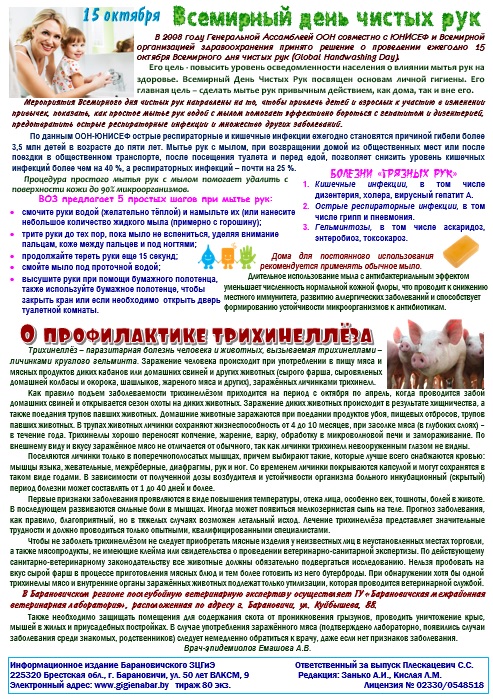 15 октября Всемирный день чистых рук
В 2008 году Генеральной Ассамблеей ООН совместно с ЮНИСЕФ и Всемирной
организацией здравоохранения принято решение о проведении ежегодно 15
октября Всемирного дня чистых рук (Global Handwashing Day).
Его цель - повысить уровень осведомленности населения о влиянии мытья рук на
здоровье. Всемирный День Чистых Рук посвящен основам личной гигиены. Его
главная цель – сделать мытье рук привычным действием, как дома, так и вне его.
Мероприятия Всемирного дня чистых рук направлены на то, чтобы привлечь детей и взрослых к участию в изменении
привычек, показать, как простое мытье рук водой с мылом помогает эффективно бороться с гепатитом и дизентерией,
предотвратить острые респираторные инфекции и множество других заболеваний.
По данным ООН-ЮНИСЕФ острые респираторные и кишечные инфекции ежегодно становятся причиной гибели более
3,5 млн детей в возрасте до пяти лет. Мытье рук с мылом, при возвращении домой из общественных мест или после
поездки в общественном транспорте, после посещения туалета и перед едой, позволяет снизить уровень кишечных
инфекций более чем на 40 %, а респираторных инфекций – почти на 25 %.
Процедура простого мытья рук с мылом помогает удалить с
поверхности кожи до 90% микроорганизмов.
ВОЗ предлагает 5 простых шагов при мытье рук:
• смочите руки водой (желательно тёплой) и намыльте их (или нанесите
небольшое количество жидкого мыла (примерно с горошину);
• трите руки до тех пор, пока мыло не вспениться, уделяя внимание
пальцам, коже между пальцев и под ногтями;
• продолжайте тереть руки еще 15 секунд;
• смойте мыло под проточной водой;
• высушите руки при помощи бумажного полотенца,
также используйте бумажное полотенце, чтобы
закрыть кран или если необходимо открыть дверь
туалетной комнаты.
БОЛЕЗНИ «ГРЯЗНЫХ РУК»
1. Кишечные инфекции, в том числе
дизентерия, холера, вирусный гепатит А.
2. Острые респираторные инфекции, в том
числе грипп и пневмония.
3. Гельминтозы, в том числе аскаридоз,
энтеробиоз, токсокароз.
Дома для постоянного использования
рекомендуется применять обычное мыло.
Длительное использование мыла с антибактериальным эффектом
уменьшает численность нормальной кожной флоры, что приводит к снижению
местного иммунитета, развитию аллергических заболеваний и способствует
формированию устойчивости микроорганизмов к антибиотикам.
О ПРОФИЛАКТИКЕ ТРИХИНЕЛЛЁЗА
Трихинеллёз – паразитарная болезнь человека и животных, вызываемая трихинеллами –
личинками круглого гельминта. Заражение человека происходит при употреблении в пищу мяса и
мясных продуктов диких кабанов или домашних свиней и других животных (сырого фарша, сыровяленых
домашней колбасы и окорока, шашлыков, жареного мяса и других), заражённых личинками трихинелл.
Как правило подъем заболеваемости трихинеллёзом приходится на период с октября по апрель, когда проводится забой
домашних свиней и открывается сезон охоты на диких животных. Заражение диких животных происходит в результате хищничества, а
также поедания трупов павших животных. Домашние животные заражаются при поедании продуктов убоя, пищевых отбросов, трупов
павших животных. В трупах животных личинки сохраняют жизнеспособность от 4 до 10 месяцев, при засолке мяса (в глубоких слоях) –
в течение года. Трихинеллы хорошо переносят копчение, жарение, варку, обработку в микроволновой печи и замораживание. По
внешнему виду и вкусу заражённое мясо не отличается от обычного, так как личинки трихинелл невооруженным глазом не видны.
Поселяются личинки только в поперечнополосатых мышцах, причем выбирают такие, которые лучше всего снабжаются кровью:
мышцы языка, жевательные, межрёберные, диафрагмы, рук и ног. Со временем личинки покрываются капсулой и могут сохранятся в
таком виде годами. В зависимости от полученной дозы возбудителя и устойчивости организма больного инкубационный (скрытый)
период болезни может составлять от 1 до 40 дней и более.
Первые признаки заболевания проявляются в виде повышения температуры, отека лица, особенно век, тошноты, болей в животе.
В последующем развиваются сильные боли в мышцах. Иногда может появиться мелкозернистая сыпь на теле. Прогноз заболевания,
как правило, благоприятный, но в тяжелых случаях возможен летальный исход. Лечение трихинеллёза представляет значительные
трудности и должно проводиться только опытными, квалифицированными специалистами.
Чтобы не заболеть трихинеллёзом не следует приобретать мясные изделия у неизвестных лиц в неустановленных местах торговли,
а также мясопродукты, не имеющие клейма или свидетельства о проведении ветеринарно-санитарной экспертизы. По действующему
санитарно-ветеринарному законодательству все животные должны обязательно подвергаться исследованию. Нельзя пробовать на
вкус сырой фарш в процессе приготовления мясных блюд и тем более готовить из него бутерброды. При обнаружении хотя бы одной
трихинеллы мясо и внутренние органы заражённых животных подлежат только утилизации, которая проводится ветеринарной службой.
В Барановичском регионе послеубойную ветеринарную экспертизу осуществляет ГУ «Барановичская межрайонная
ветеринарная лаборатория», расположенная по адресу г. Барановичи, ул. Куйбышева, 88.
Также необходимо защищать помещения для содержания скота от проникновения грызунов, проводить уничтожение крыс,
мышей в жилых и приусадебных постройках. В случае употребления заражённого мяса (подтверждено лабораторно, появились случаи
заболевания среди знакомых, родственников) следует немедленно обратиться к врачу, даже если нет признаков заболевания.
Врач-эпидемиолог Емашова А.В.
Информационное издание Барановичского ЗЦГиЭ
225320 Брестская обл., г. Барановичи, ул. 50 лет ВЛКСМ, 9
Электронный адрес: www.gigienabar.by тираж 80 экз.
Ответственный за выпуск Плескацевич С.С.
Редакция: Занько А.И., Кислая Л.М.
Лицензия № 02330/0548518